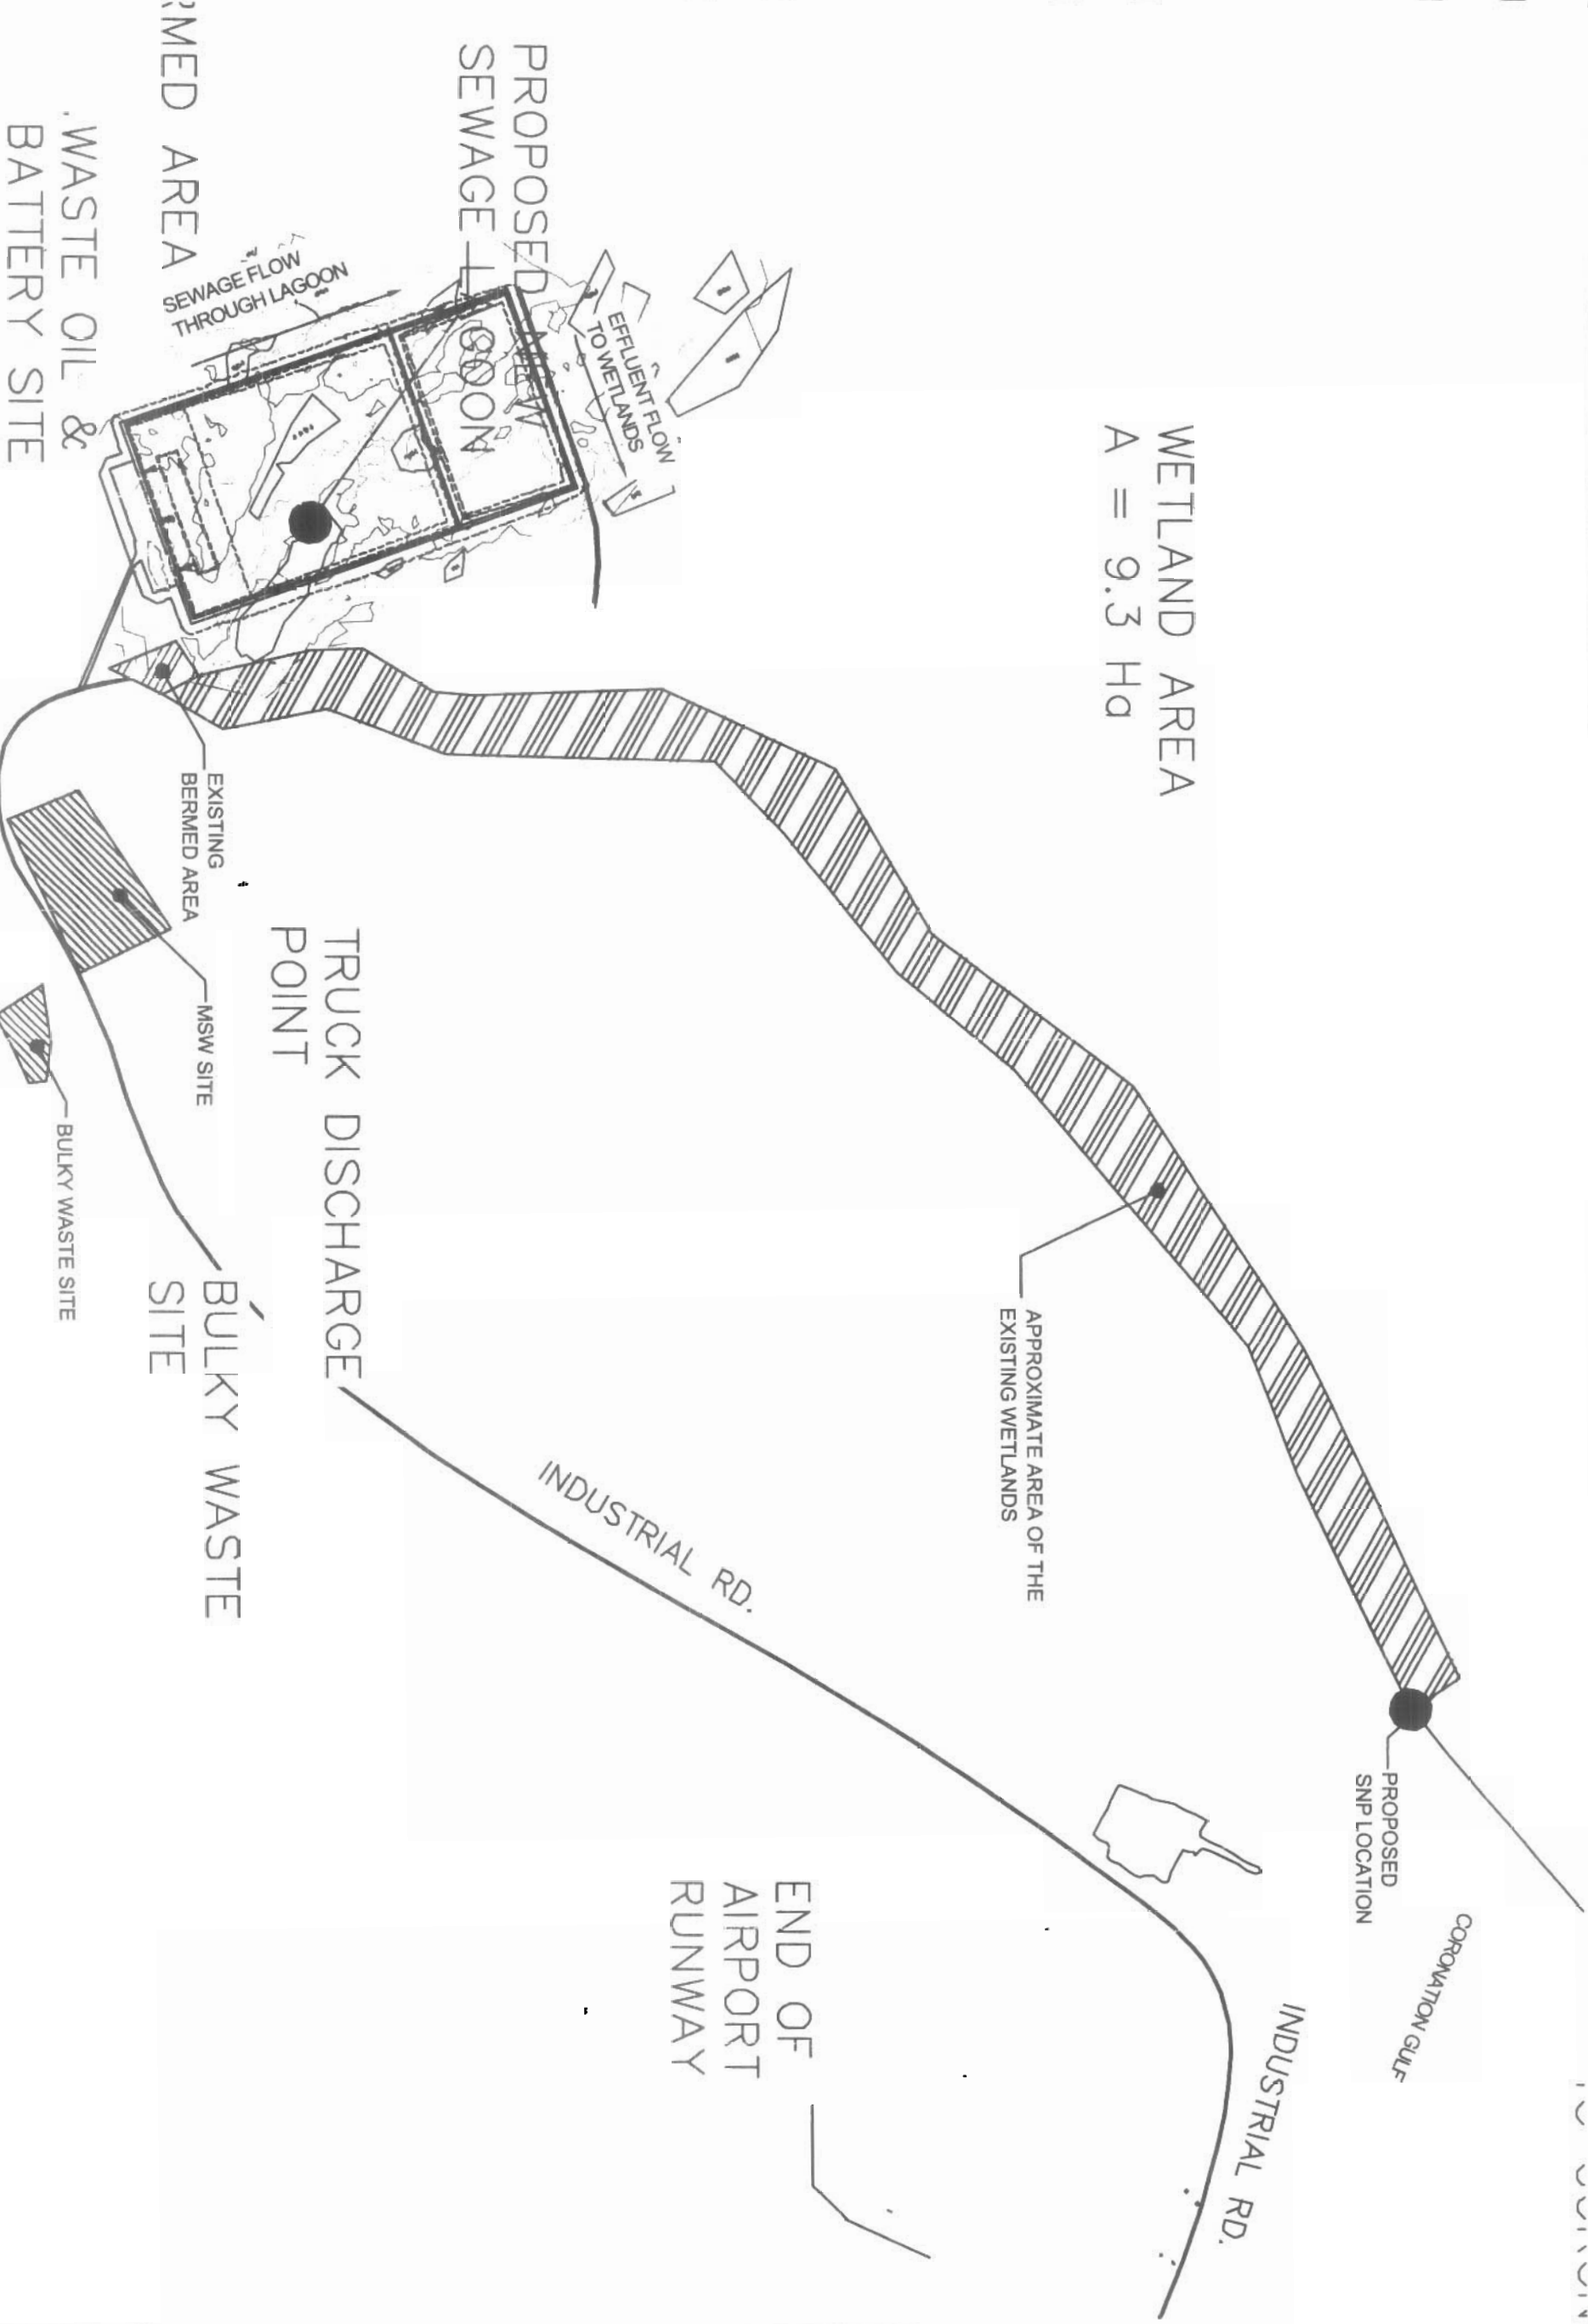 WETLAND AREA
A = 9.3 Ha
PROPOSED NEW
SEWAGE LAGOON
EFFLUENT FLOW
TO WETLANDS
SEWAGE FLOW
THROUGH LAGOON
RMED AREA
WASTE OIL &
BATTERY SITE
EXISTING
BERMED AREA
MSW SITE
BULKY WASTE SITE
TRUCK DISCHARGE
POINT
BULKY WASTE
SITE
APPROXIMATE AREA OF THE
EXISTING WETLANDS
INDUSTRIAL RD.
PROPOSED
SNP LOCATION
CORONATION GULF
END OF
AIRPORT
RUNWAY
INDUSTRIAL RD.